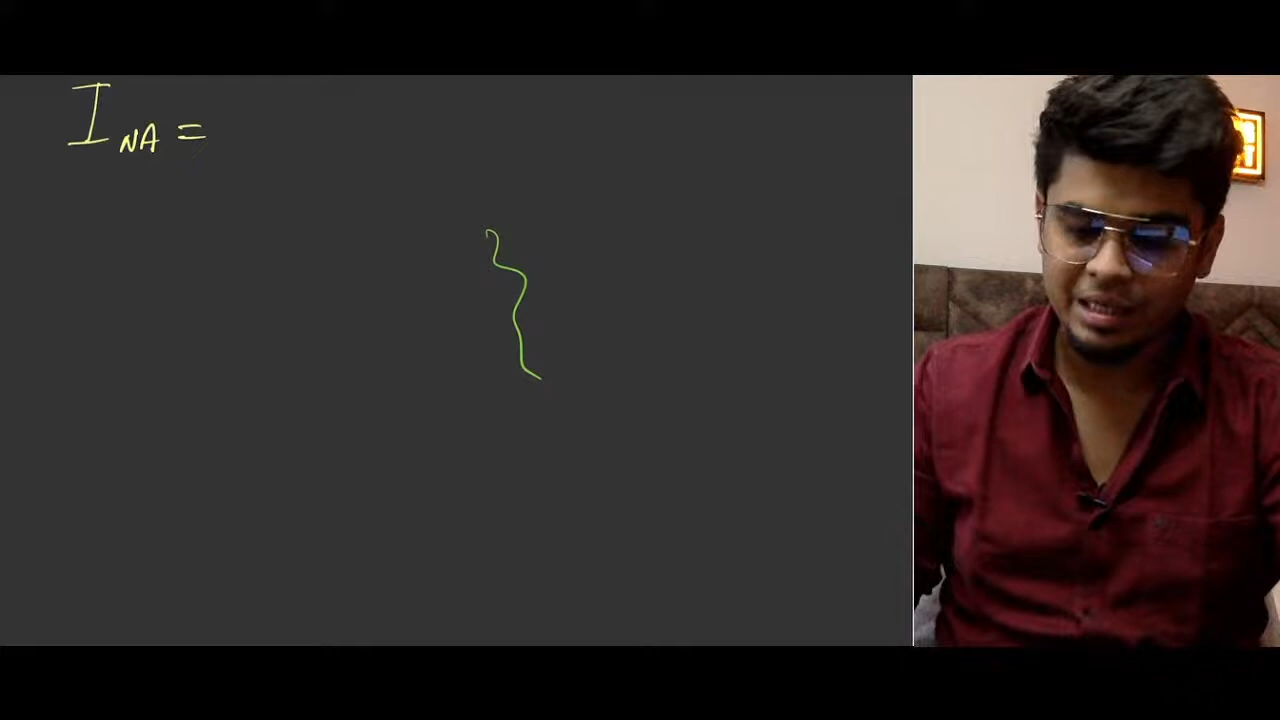 I_NA =